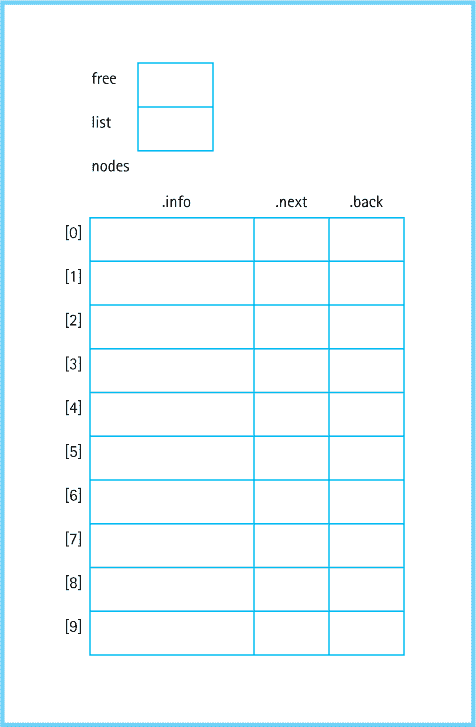 free
list
nodes
.info .next .back
[0]
[1]
[2]
[3]
[4]
[5]
[6]
[7]
[8]
[9]